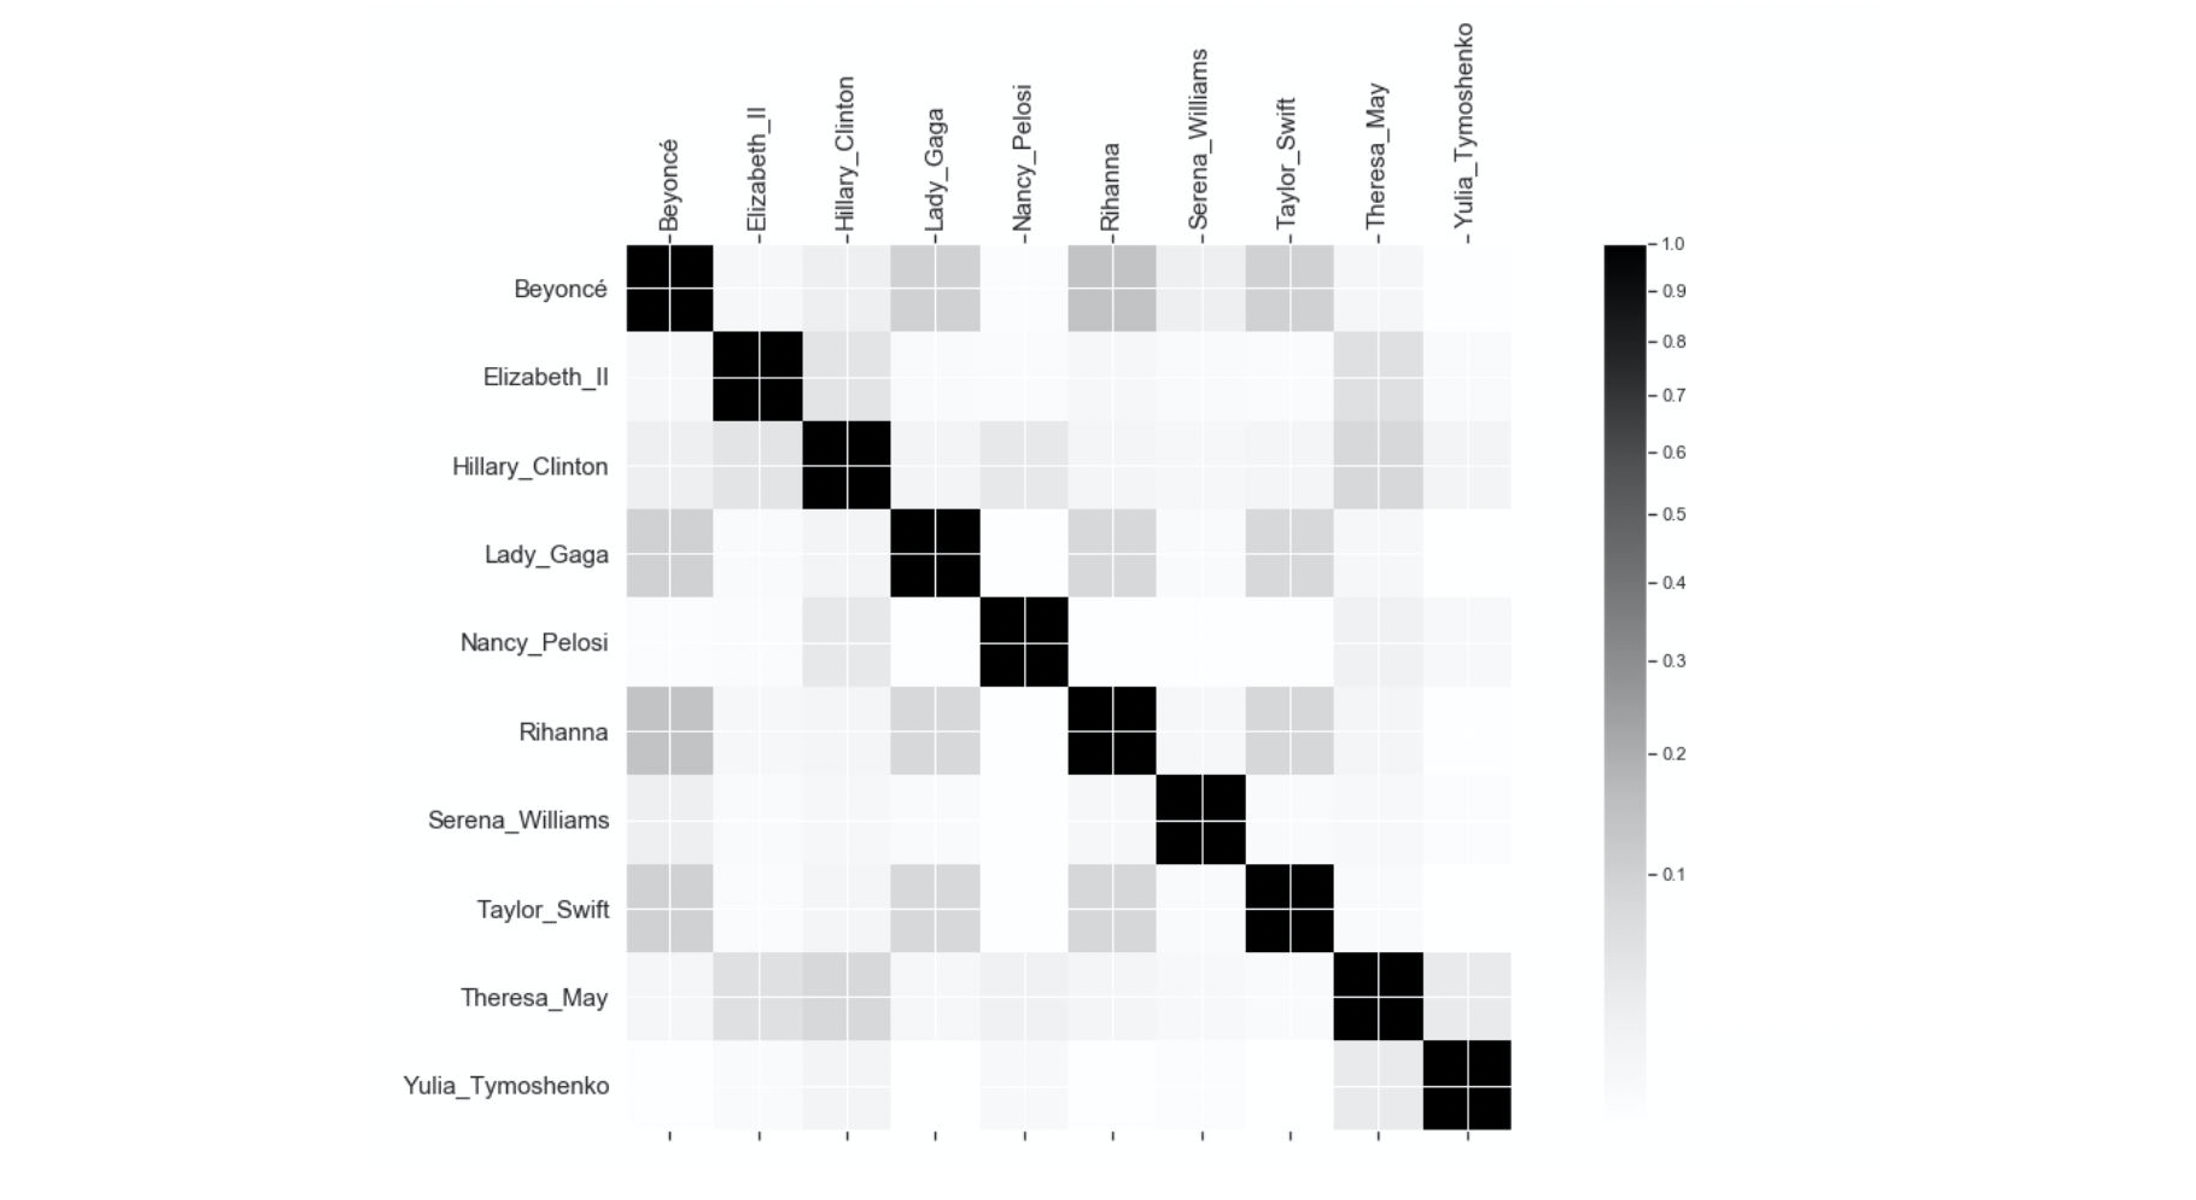 Beyoncé
Elizabeth_II
Hillary_Clinton
Lady_Gaga
Nancy_Pelosi
Rihanna
Serena_Williams
Taylor_Swift
Theresa_May
Yulia_Tymoshenko
Beyoncé
Elizabeth_II
Hillary_Clinton
Lady_Gaga
Nancy_Pelosi
Rihanna
Serena_Williams
Taylor_Swift
Theresa_May
Yulia_Tymoshenko
1.0
0.9
0.8
0.7
0.6
0.5
0.4
0.3
0.2
0.1